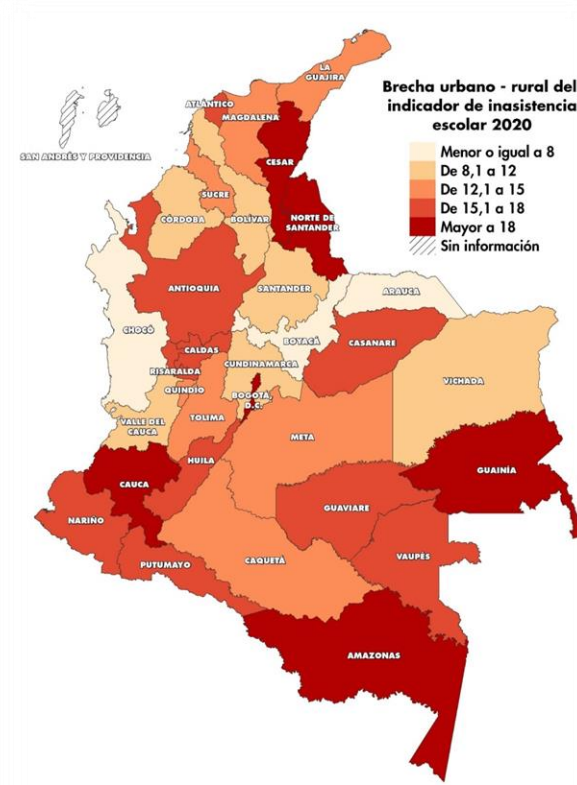 Brecha urbano - rural del
indicador de inasistencia
escolar 2020
Menor o igual a 8
De 8,1 a 12
De 12,1 a 15
De 15,1 a 18
Mayor a 18
Sin información
LA
GUAJIRA
ATLÁNTICO
MAGDALENA
SAN ANDRÉS Y PROVIDENCIA
CESAR
SUCRE
CÓRDOBA
BOLÍVAR
NORTE DE
SANTANDER
ANTIOQUIA
SANTANDER
ARAUCA
CHOCÓ
BOYACÁ
CALDAS
CASANARE
RISARALDA
CUNDINAMARCA
QUINDÍO
BOGOTÁ,
D.C.
VICHADA
VALLE DEL
CAUCA
TOLIMA
META
HUILA
GUAINÍA
CAUCA
GUAVIARE
NARIÑO
PUTUMAYO
CAQUETÁ
VAUPÉS
AMAZONAS